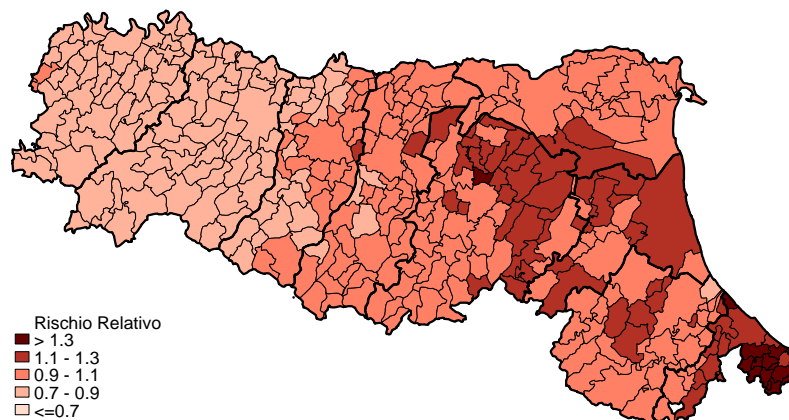 Rischio Relativo
> 1.3
1.1 - 1.3
0.9 - 1.1
0.7 - 0.9
<=0.7